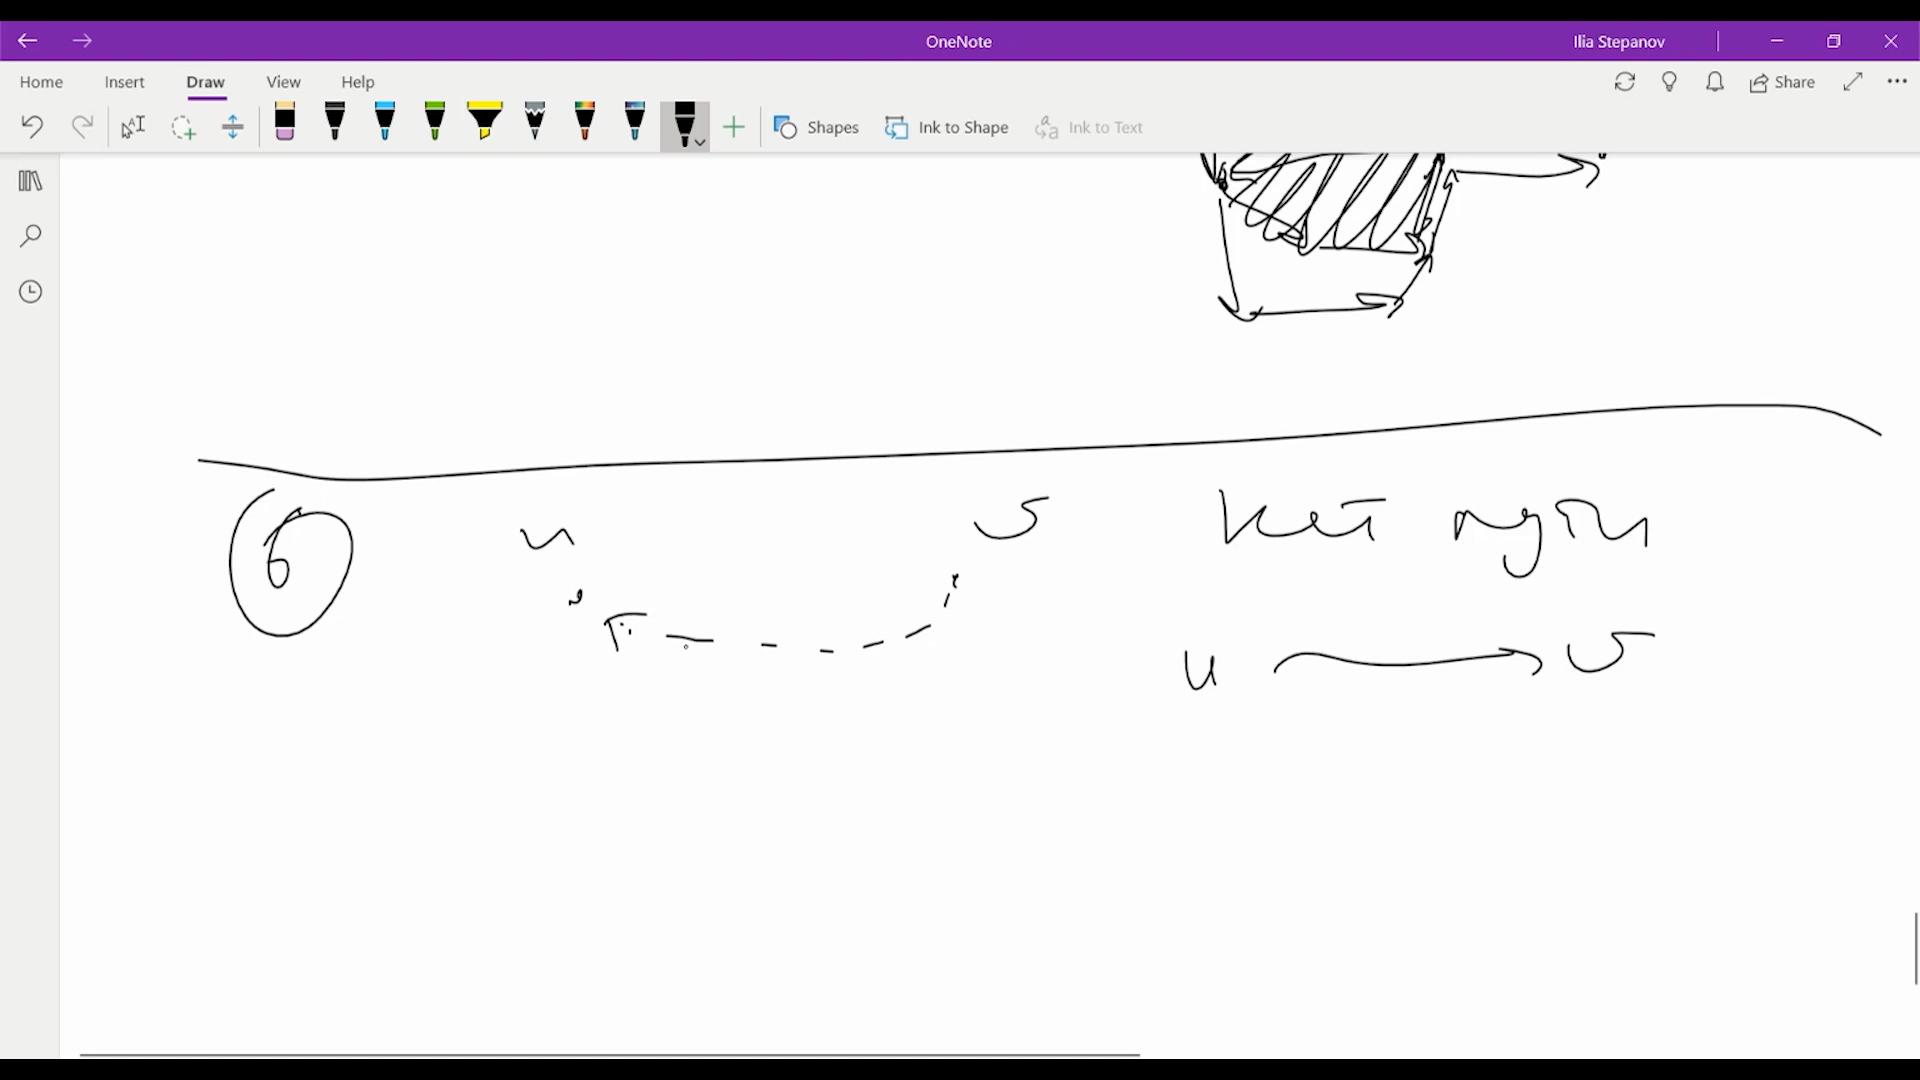 OneNote
Ilia Stepanov
Home Insert Draw View Help
Share
Shapes Ink to Shape Ink to Text
6 u v нет пути
u v